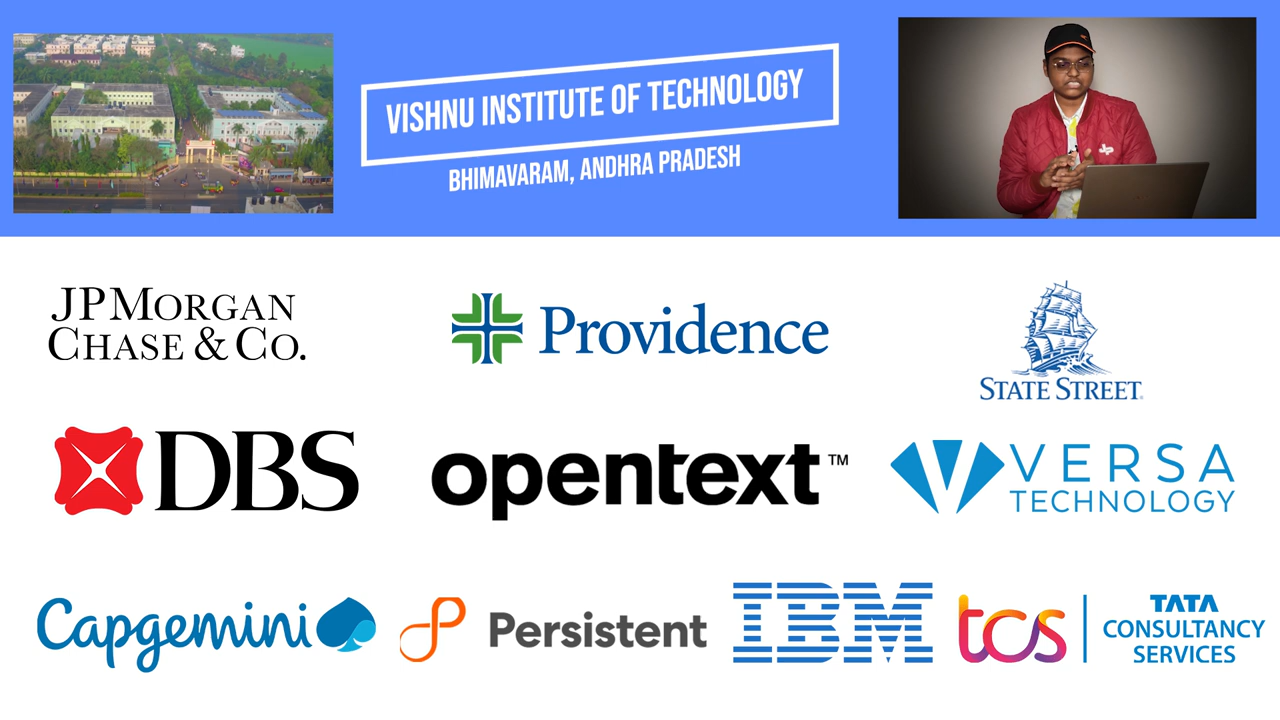 VISHNU INSTITUTE OF TECHNOLOGY
BHIMAVARAM, ANDHRA PRADESH
JPMORGAN
CHASE & CO.
Providence
STATE STREET
DBS
opentext™
VERSA
TECHNOLOGY
Capgemini
Persistent
IBM
tcs
TATA
CONSULTANCY
SERVICES